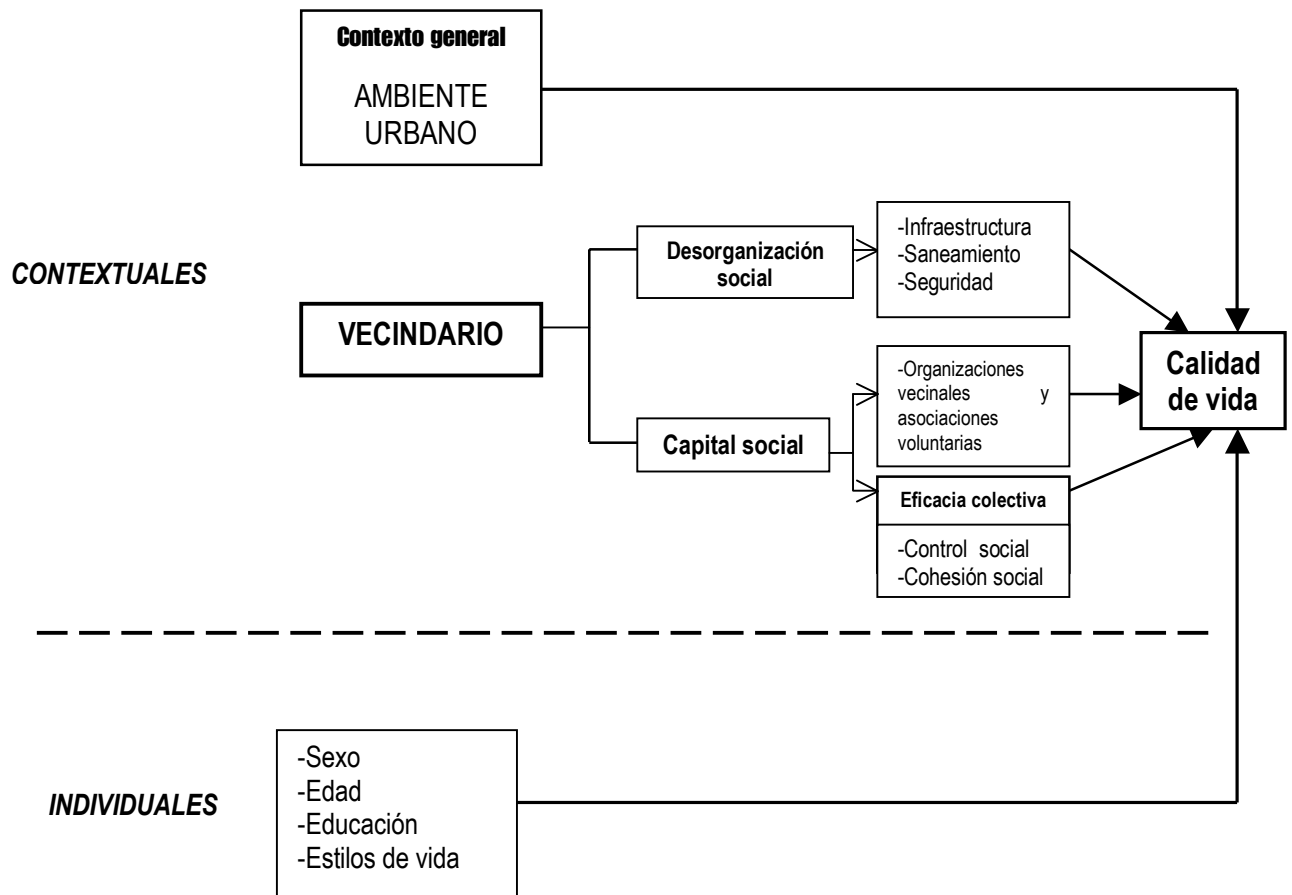 Contexto general
AMBIENTE
URBANO
CONTEXTUALES
VECINDARIO
Desorganización
social
-Infraestructura
-Saneamiento
-Seguridad
Capital social
-Organizaciones
vecinales y
asociaciones
voluntarias
Eficacia colectiva
-Control social
-Cohesión social
Calidad
de vida
INDIVIDUALES
-Sexo
-Edad
-Educación
-Estilos de vida